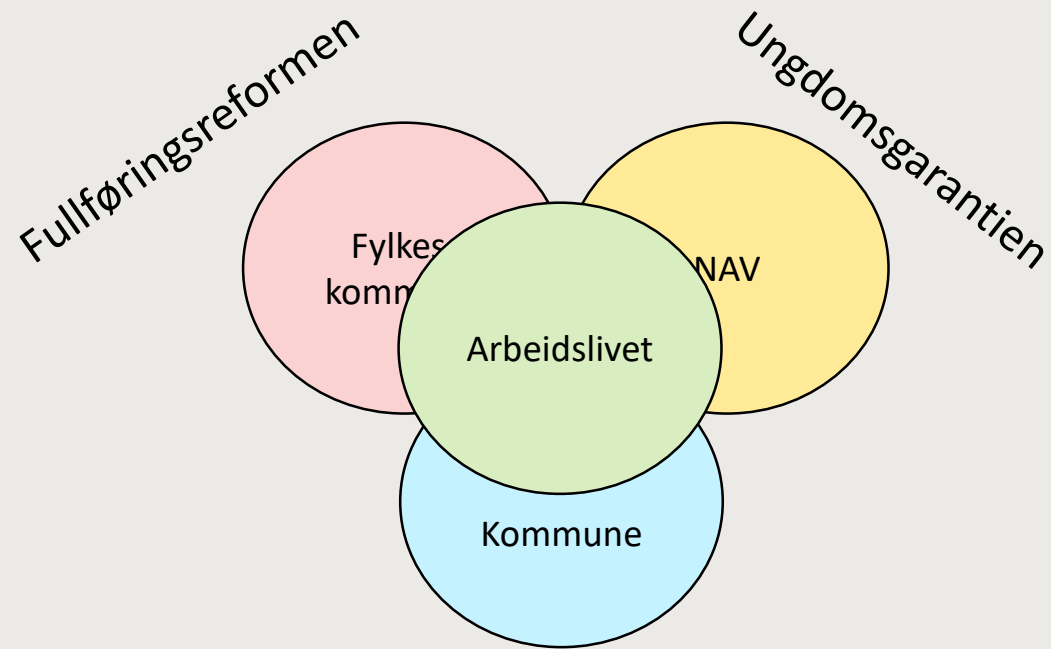 Fullføringsreformen
Ungdomsgarantien
Fylkes
komm
NAV
Arbeidslivet
Kommune